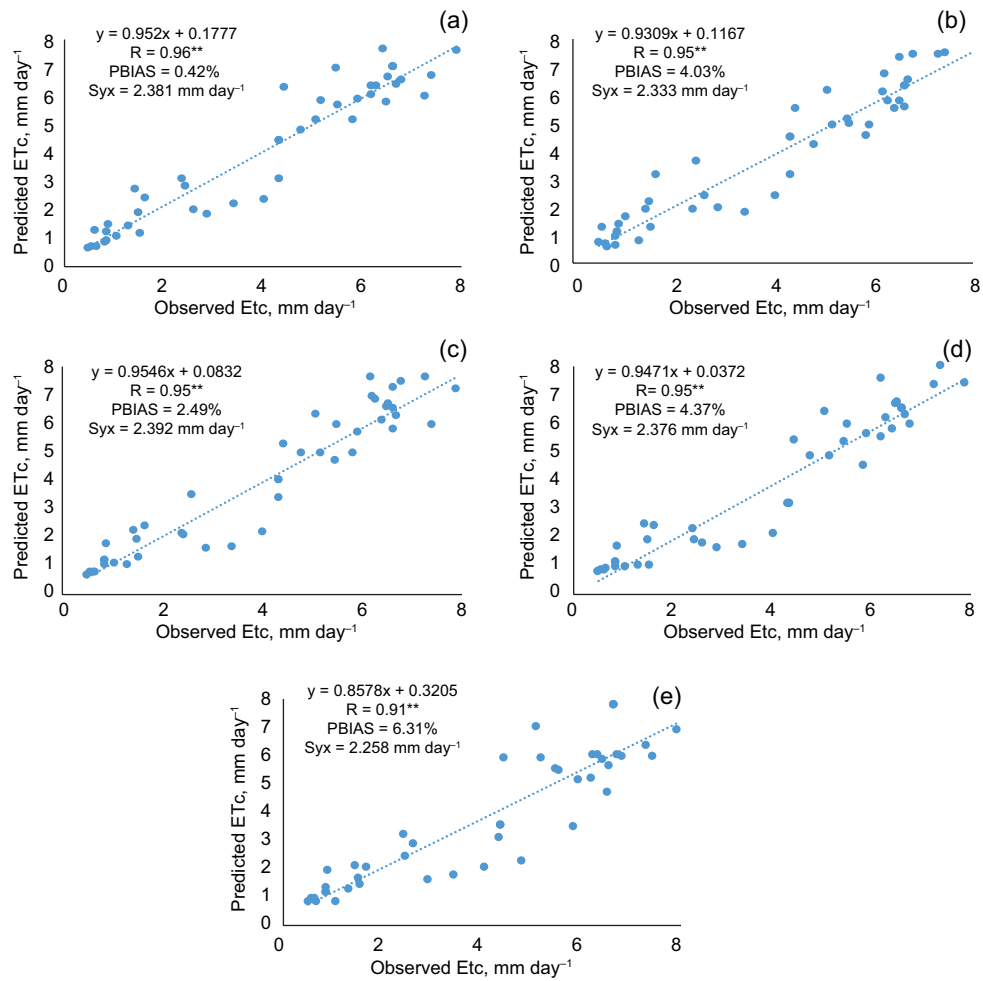 (a)
y = 0.952x + 0.1777
R = 0.96**
PBIAS = 0.42%
Syx = 2.381 mm day⁻¹
Predicted ETc, mm day⁻¹
8
7
6
5
4
3
2
1
0
0 2 4 6 8
Observed Etc, mm day⁻¹
(b)
y = 0.9309x + 0.1167
R = 0.95**
PBIAS = 4.03%
Syx = 2.333 mm day⁻¹
Predicted ETc, mm day⁻¹
8
7
6
5
4
3
2
1
0
0 2 4 6 8
Observed Etc, mm day⁻¹
(c)
y = 0.9546x + 0.0832
R = 0.95**
PBIAS = 2.49%
Syx = 2.392 mm day⁻¹
Predicted ETc, mm day⁻¹
8
7
6
5
4
3
2
1
0
0 2 4 6 8
Observed Etc, mm day⁻¹
(d)
y = 0.9471x + 0.0372
R= 0.95**
PBIAS = 4.37%
Syx = 2.376 mm day⁻¹
Predicted ETc, mm day⁻¹
8
7
6
5
4
3
2
1
0
0 2 4 6 8
Observed Etc, mm day⁻¹
(e)
y = 0.8578x + 0.3205
R = 0.91**
PBIAS = 6.31%
Syx = 2.258 mm day⁻¹
Predicted ETc, mm day⁻¹
8
7
6
5
4
3
2
1
0
0 2 4 6 8
Observed Etc, mm day⁻¹